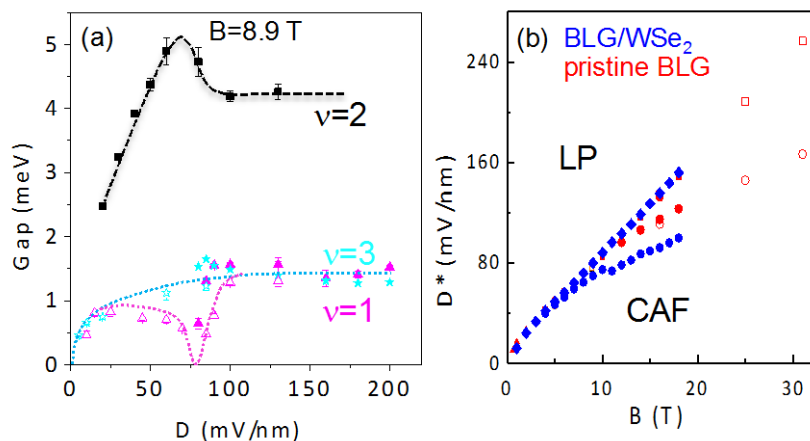 (a)
B=8.9 T
ν=2
ν=3
ν=1
Gap (meV)
6
5
4
3
2
1
0
0 50 100 150 200
D (mV/nm)
(b)
BLG/WSe₂
pristine BLG
LP
CAF
D* (mV/nm)
240
160
80
0
0 10 20 30
B (T)